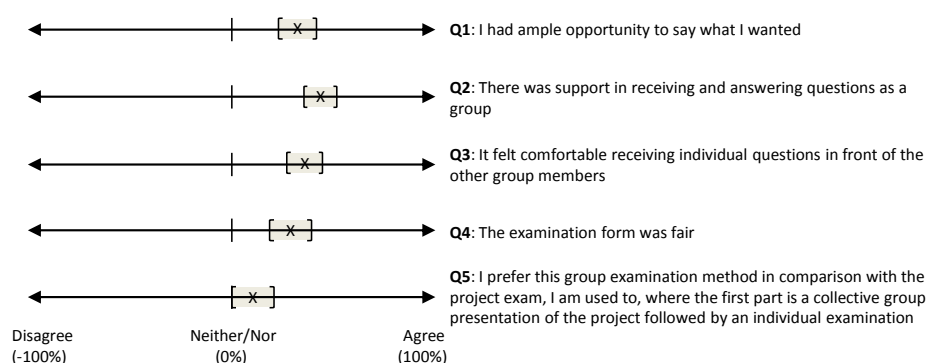 [ X ] Q1: I had ample opportunity to say what I wanted
[ X ] Q2: There was support in receiving and answering questions as a
group
[ X ] Q3: It felt comfortable receiving individual questions in front of the
other group members
[ X ] Q4: The examination form was fair
[ X ] Q5: I prefer this group examination method in comparison with the
project exam, I am used to, where the first part is a collective group
presentation of the project followed by an individual examination
Disagree Neither/Nor Agree
(-100%) (0%) (100%)